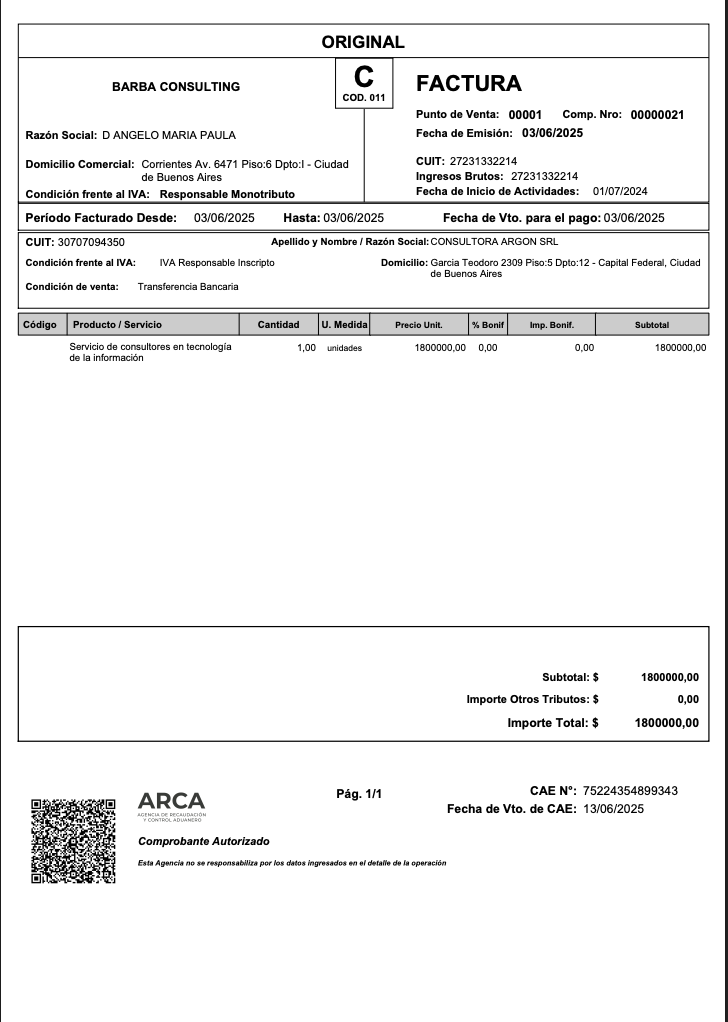 ORIGINAL
BARBA CONSULTING
C
COD. 011
FACTURA
Punto de Venta: 00001 Comp. Nro: 00000021
Razón Social: D ANGELO MARIA PAULA
Fecha de Emisión: 03/06/2025
Domicilio Comercial: Corrientes Av. 6471 Piso:6 Dpto:I - Ciudad
de Buenos Aires
Condición frente al IVA: Responsable Monotributo
CUIT: 27231332214
Ingresos Brutos: 27231332214
Fecha de Inicio de Actividades: 01/07/2024
Período Facturado Desde: 03/06/2025 Hasta: 03/06/2025 Fecha de Vto. para el pago: 03/06/2025
CUIT: 30707094350 Apellido y Nombre / Razón Social: CONSULTORA ARGON SRL
Condición frente al IVA: IVA Responsable Inscripto Domicilio: Garcia Teodoro 2309 Piso:5 Dpto:12 - Capital Federal, Ciudad
de Buenos Aires
Condición de venta: Transferencia Bancaria
Código Producto / Servicio Cantidad U. Medida Precio Unit. % Bonif Imp. Bonif. Subtotal
Servicio de consultores en tecnología 1,00 unidades 1800000,00 0,00 0,00 1800000,00
de la información
Subtotal: $ 1800000,00
Importe Otros Tributos: $ 0,00
Importe Total: $ 1800000,00
ARCA
AGENCIA DE RECAUDACIÓN
Y CONTROL ADUANERO
Pág. 1/1
CAE N°: 75224354899343
Fecha de Vto. de CAE: 13/06/2025
Comprobante Autorizado
Esta Agencia no se responsabiliza por los datos ingresados en el detalle de la operación